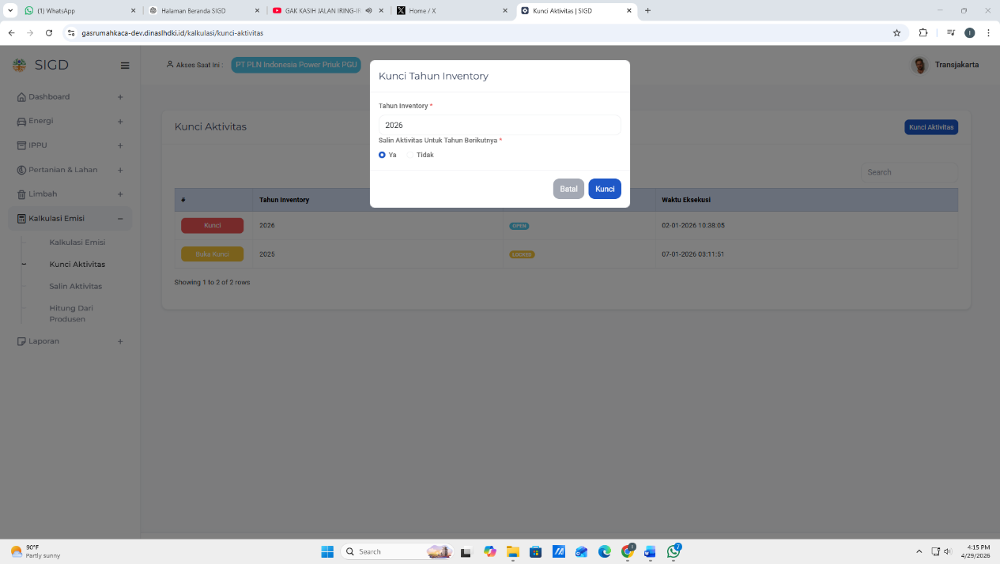 (1) WhatsApp
Halaman Beranda SIGD
GAK KASIH JALAN IRING-IR
Home / X
Kunci Aktivitas | SIGD
gasrumahkaca-dev.dinaslhdki.id/kalkulasi/kunci-aktivitas
I
SIGD
Akses Saat Ini :
PT PLN Indonesia Power Priuk PGU
Transjakarta
Dashboard
Energi
IPPU
Pertanian & Lahan
Limbah
Kalkulasi Emisi
Kalkulasi Emisi
Kunci Aktivitas
Salin Aktivitas
Hitung Dari
Produsen
Laporan
Kunci Aktivitas
Kunci Aktivitas
Search
# Tahun Inventory Waktu Eksekusi
Kunci 2026 OPEN 02-01-2026 10:38:05
Buka Kunci 2025 LOCKED 07-01-2026 03:11:51
Showing 1 to 2 of 2 rows
Kunci Tahun Inventory
Tahun Inventory *
2026
Salin Aktivitas Untuk Tahun Berikutnya *
Ya Tidak
Batal Kunci
90°F
Partly sunny
Search
7
4:15 PM
4/29/2026